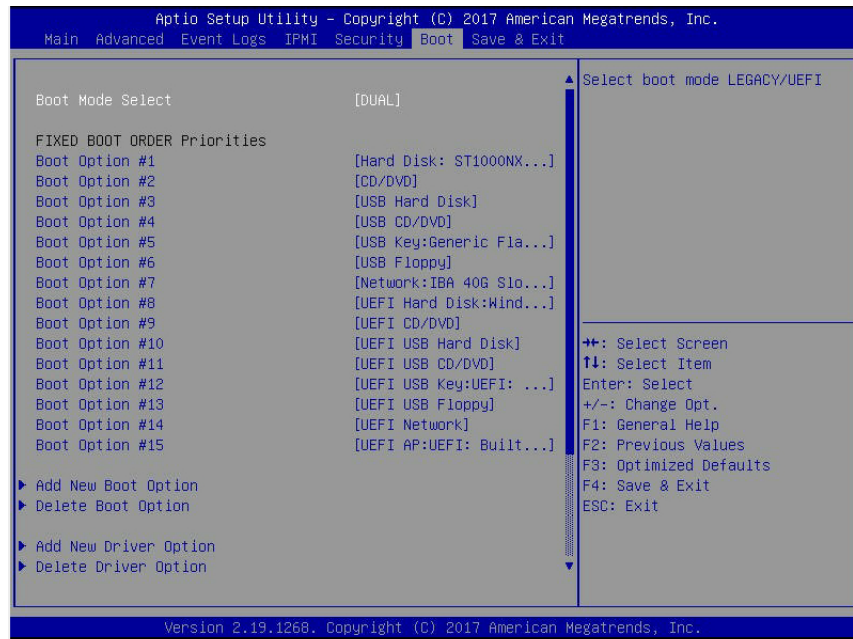 Aptio Setup Utility – Copyright (C) 2017 American Megatrends, Inc.
Main Advanced Event Logs IPMI Security Boot Save & Exit
Boot Mode Select [DUAL]
FIXED BOOT ORDER Priorities
Boot Option #1 [Hard Disk: ST1000NX...]
Boot Option #2 [CD/DVD]
Boot Option #3 [USB Hard Disk]
Boot Option #4 [USB CD/DVD]
Boot Option #5 [USB Key:Generic Fla...]
Boot Option #6 [USB Floppy]
Boot Option #7 [Network:IBA 40G Slo...]
Boot Option #8 [UEFI Hard Disk:Wind...]
Boot Option #9 [UEFI CD/DVD]
Boot Option #10 [UEFI USB Hard Disk]
Boot Option #11 [UEFI USB CD/DVD]
Boot Option #12 [UEFI USB Key:UEFI: ...]
Boot Option #13 [UEFI USB Floppy]
Boot Option #14 [UEFI Network]
Boot Option #15 [UEFI AP:UEFI: Built...]
Add New Boot Option
Delete Boot Option
Add New Driver Option
Delete Driver Option
Select boot mode LEGACY/UEFI
→←: Select Screen
↑↓: Select Item
Enter: Select
+/-: Change Opt.
F1: General Help
F2: Previous Values
F3: Optimized Defaults
F4: Save & Exit
ESC: Exit
Version 2.19.1268. Copyright (C) 2017 American Megatrends, Inc.